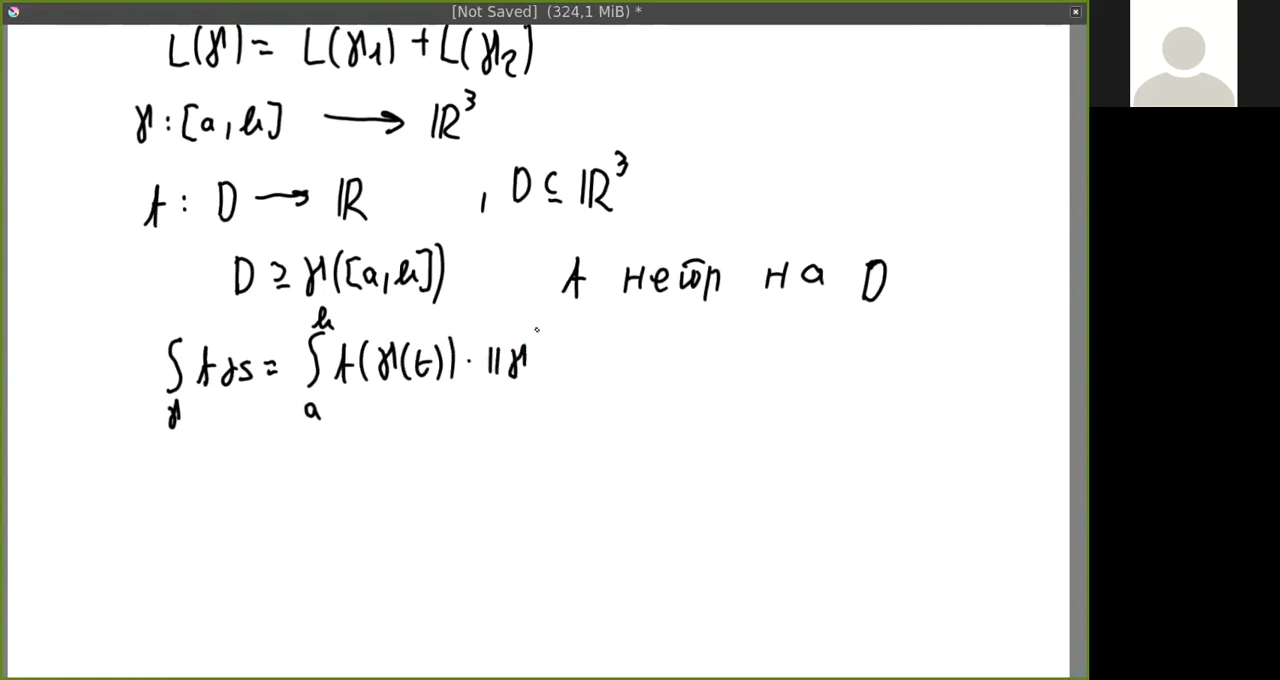 [Not Saved] (324,1 MiB) *
L(γ) = L(γ₁) + L(γ₂)
γ : [a, b] ⟶ ℝ³
f : D ⟶ ℝ , D ⊆ ℝ³
D ⊇ γ([a, b]) f непр на D
∫_γ f ds = ∫_a^b f(γ(t)) · ||γ